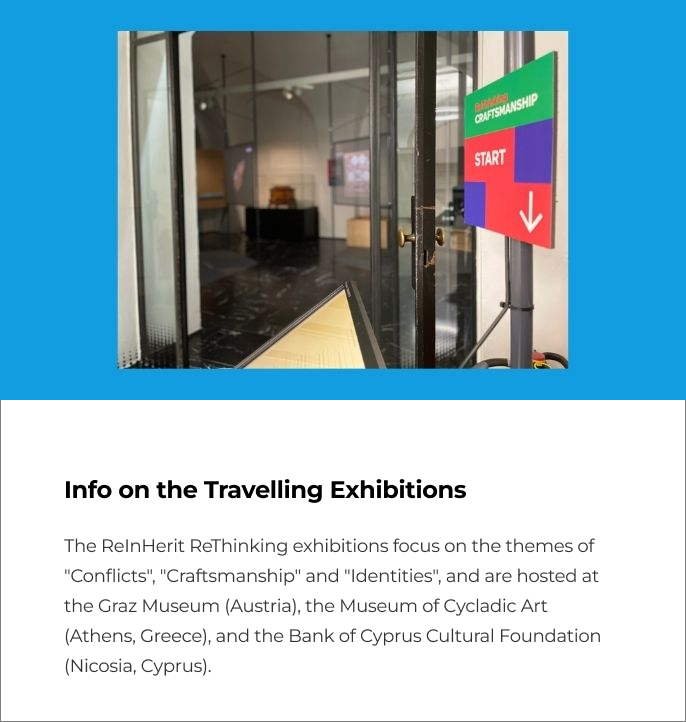 ReThinking
CRAFTSMANSHIP
START
Info on the Travelling Exhibitions
The ReInHerit ReThinking exhibitions focus on the themes of
"Conflicts", "Craftsmanship" and "Identities", and are hosted at
the Graz Museum (Austria), the Museum of Cycladic Art
(Athens, Greece), and the Bank of Cyprus Cultural Foundation
(Nicosia, Cyprus).